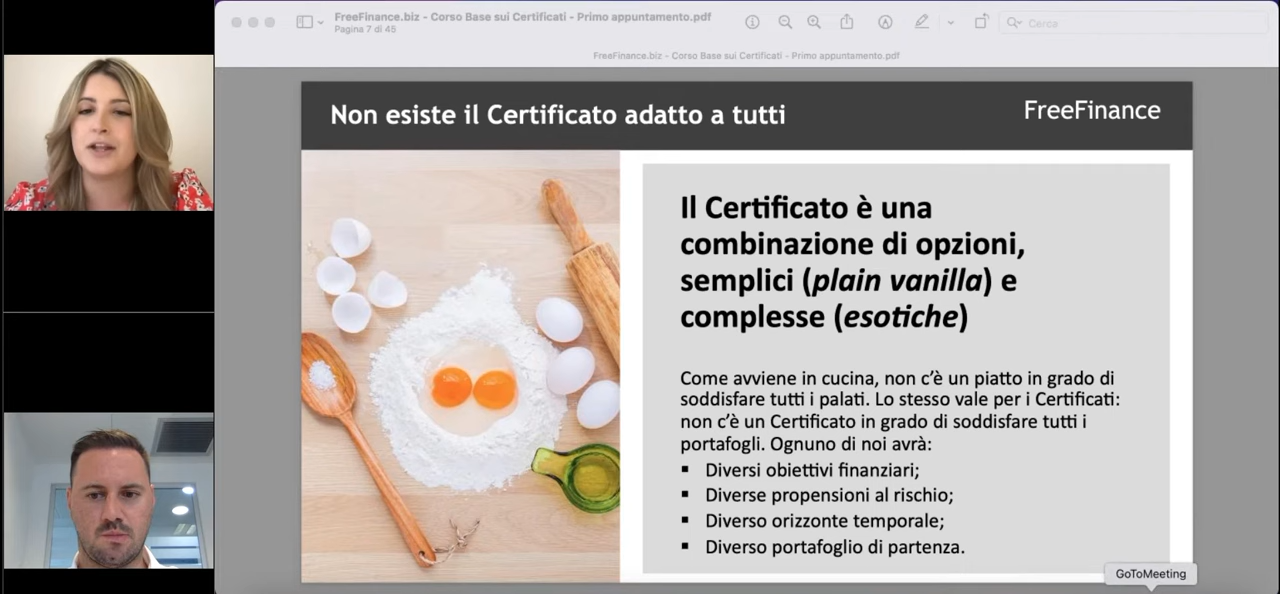 FreeFinance.biz - Corso Base sui Certificati - Primo appuntamento.pdf
Pagina 7 di 45
Cerca
FreeFinance.biz - Corso Base sui Certificati - Primo appuntamento.pdf
Non esiste il Certificato adatto a tutti
FreeFinance
Il Certificato è una
combinazione di opzioni,
semplici (plain vanilla) e
complesse (esotiche)
Come avviene in cucina, non c'è un piatto in grado di
soddisfare tutti i palati. Lo stesso vale per i Certificati:
non c'è un Certificato in grado di soddisfare tutti i
portafogli. Ognuno di noi avrà:
▪ Diversi obiettivi finanziari;
▪ Diverse propensioni al rischio;
▪ Diverso orizzonte temporale;
▪ Diverso portafoglio di partenza.
GoToMeeting